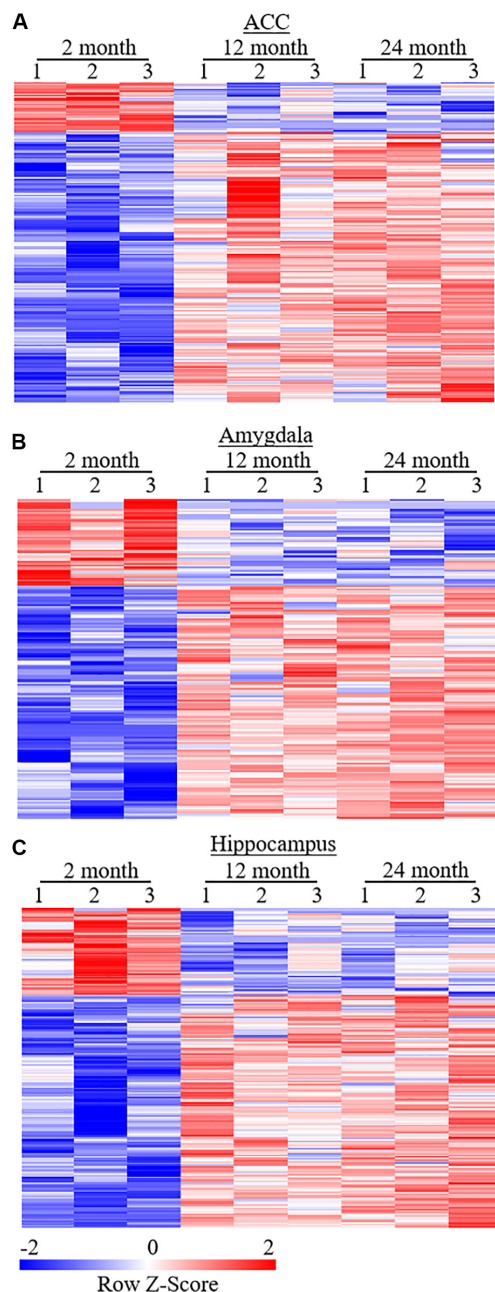 A
ACC
2 month 12 month 24 month
1 2 3 1 2 3 1 2 3
B
Amygdala
2 month 12 month 24 month
1 2 3 1 2 3 1 2 3
C
Hippocampus
2 month 12 month 24 month
1 2 3 1 2 3 1 2 3
-2 0 2
Row Z-Score